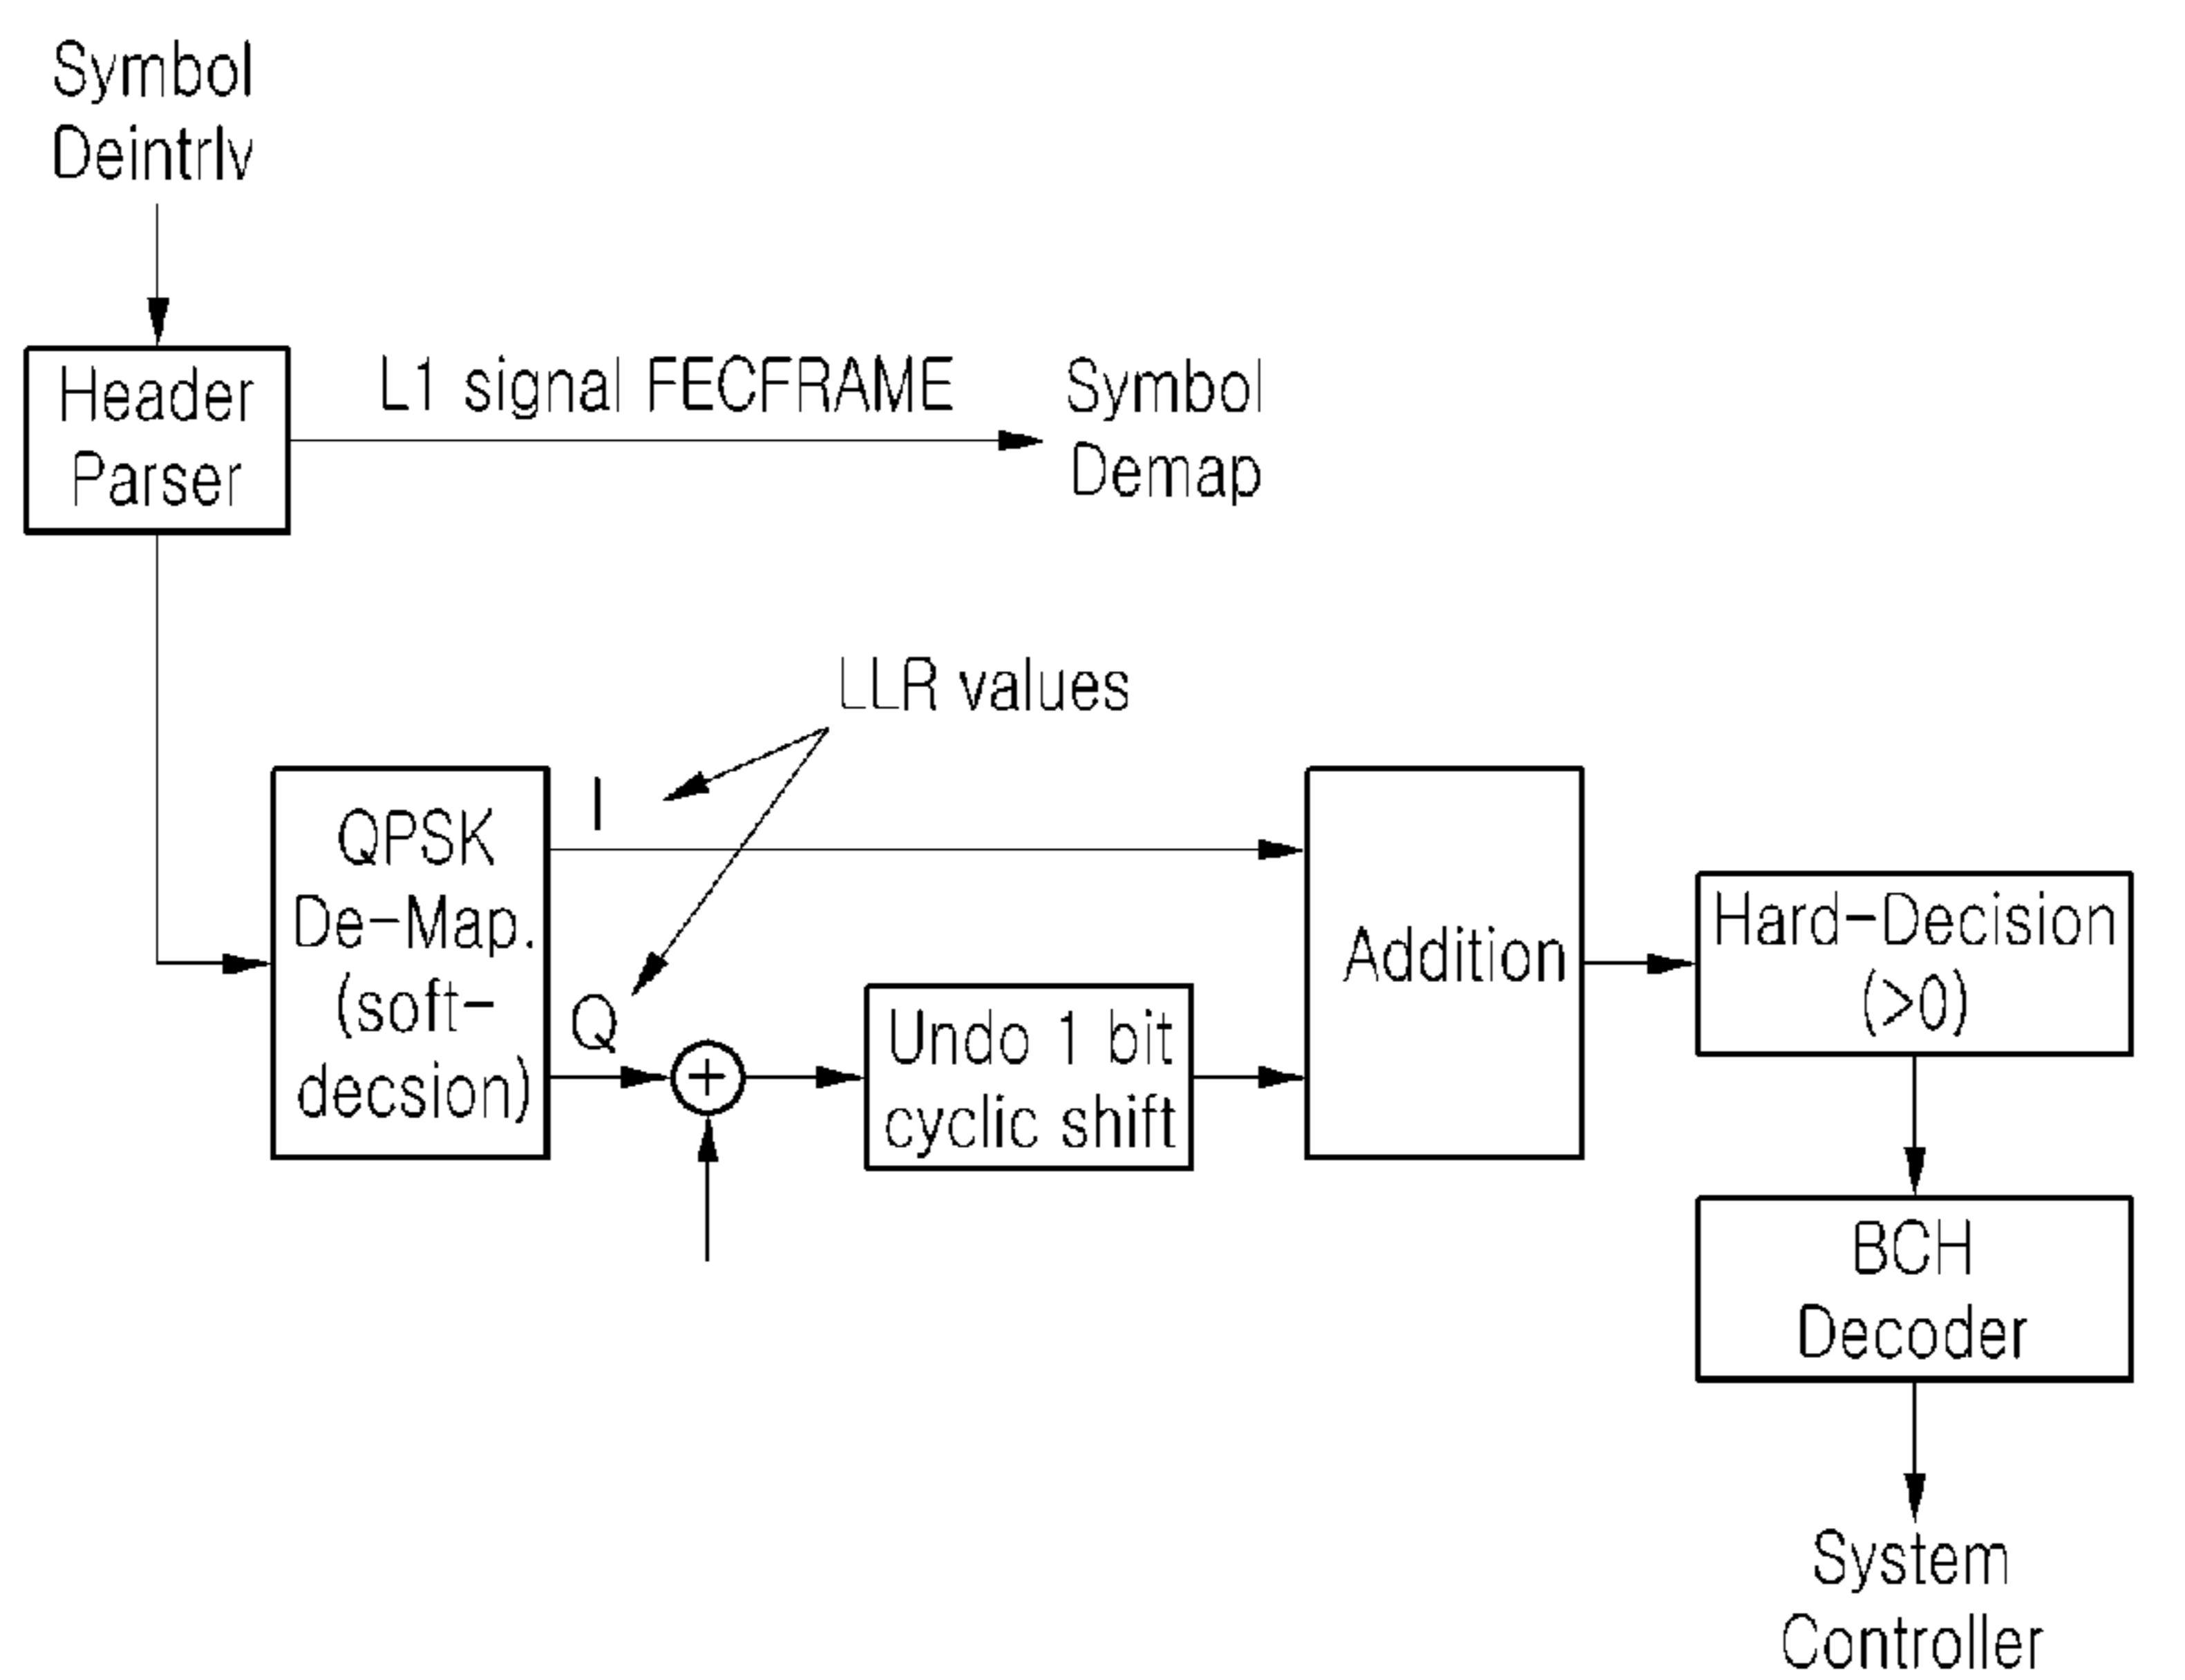 Symbol
Deintrlv
Header
Parser
L1 signal FECFRAME
Symbol
Demap
LLR values
QPSK
De-Map.
(soft-
decsion)
I
Q
+
Undo 1 bit
cyclic shift
Addition
Hard-Decision
(>0)
BCH
Decoder
System
Controller